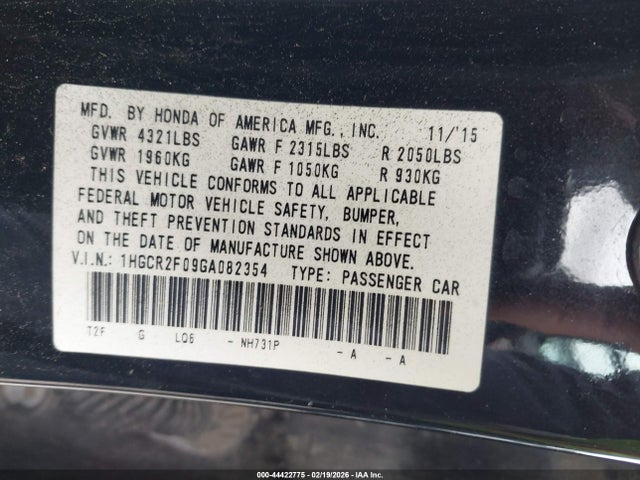 MFD. BY HONDA OF AMERICA MFG., INC. 11/'15
GVWR 4321LBS GAWR F 2315LBS R 2050LBS
GVWR 1960KG GAWR F 1050KG R 930KG
THIS VEHICLE CONFORMS TO ALL APPLICABLE
FEDERAL MOTOR VEHICLE SAFETY, BUMPER,
AND THEFT PREVENTION STANDARDS IN EFFECT
ON THE DATE OF MANUFACTURE SHOWN ABOVE.
V.I.N.: 1HGCR2F09GA082354 TYPE: PASSENGER CAR
T2F G LQ6 - NH731P - A - A
000-44422775 - 02/19/2026 - IAA Inc.